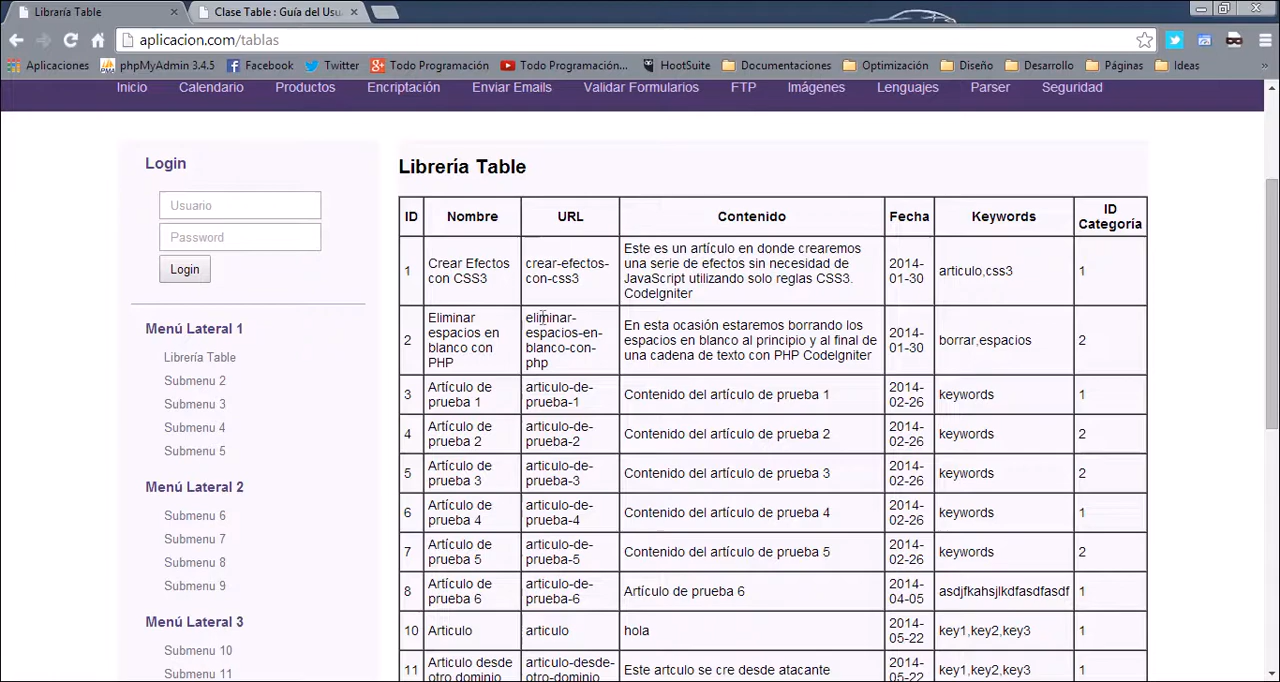 Librería Table
Clase Table : Guía del Usu
aplicacion.com/tablas
Aplicaciones phpMyAdmin 3.4.5 Facebook Twitter Todo Programación Todo Programación... HootSuite Documentaciones Optimización Diseño Desarrollo Páginas Ideas »
Inicio Calendario Productos Encriptación Enviar Emails Validar Formularios FTP Imágenes Lenguajes Parser Seguridad
Login
Usuario
Password
Login
Menú Lateral 1
Librería Table
Submenu 2
Submenu 3
Submenu 4
Submenu 5
Menú Lateral 2
Submenu 6
Submenu 7
Submenu 8
Submenu 9
Menú Lateral 3
Submenu 10
Submenu 11
Librería Table
ID Nombre URL Contenido Fecha Keywords ID
Categoría
1
Crear Efectos
con CSS3
crear-efectos-
con-css3
Este es un artículo en donde crearemos
una serie de efectos sin necesidad de
JavaScript utilizando solo reglas CSS3.
CodeIgniter
2014-
01-30
articulo,css3
1
2
Eliminar
espacios en
blanco con
PHP
eliminar-
espacios-en-
blanco-con-
php
En esta ocasión estaremos borrando los
espacios en blanco al principio y al final de
una cadena de texto con PHP CodeIgniter
2014-
01-30
borrar,espacios
2
3
Artículo de
prueba 1
articulo-de-
prueba-1
Contenido del artículo de prueba 1
2014-
02-26
keywords
1
4
Artículo de
prueba 2
articulo-de-
prueba-2
Contenido del artículo de prueba 2
2014-
02-26
keywords
2
5
Artículo de
prueba 3
articulo-de-
prueba-3
Contenido del artículo de prueba 3
2014-
02-26
keywords
2
6
Artículo de
prueba 4
articulo-de-
prueba-4
Contenido del artículo de prueba 4
2014-
02-26
keywords
1
7
Artículo de
prueba 5
articulo-de-
prueba-5
Contenido del artículo de prueba 5
2014-
02-26
keywords
2
8
Artículo de
prueba 6
articulo-de-
prueba-6
Artículo de prueba 6
2014-
04-05
asdjfkahsjlkdfasdfasdf
1
10
Articulo
articulo
hola
2014-
05-22
key1,key2,key3
1
11
Articulo desde
otro dominio
articulo-desde-
otro-dominio
Este artculo se cre desde atacante
2014-
05-22
key1,key2,key3
1